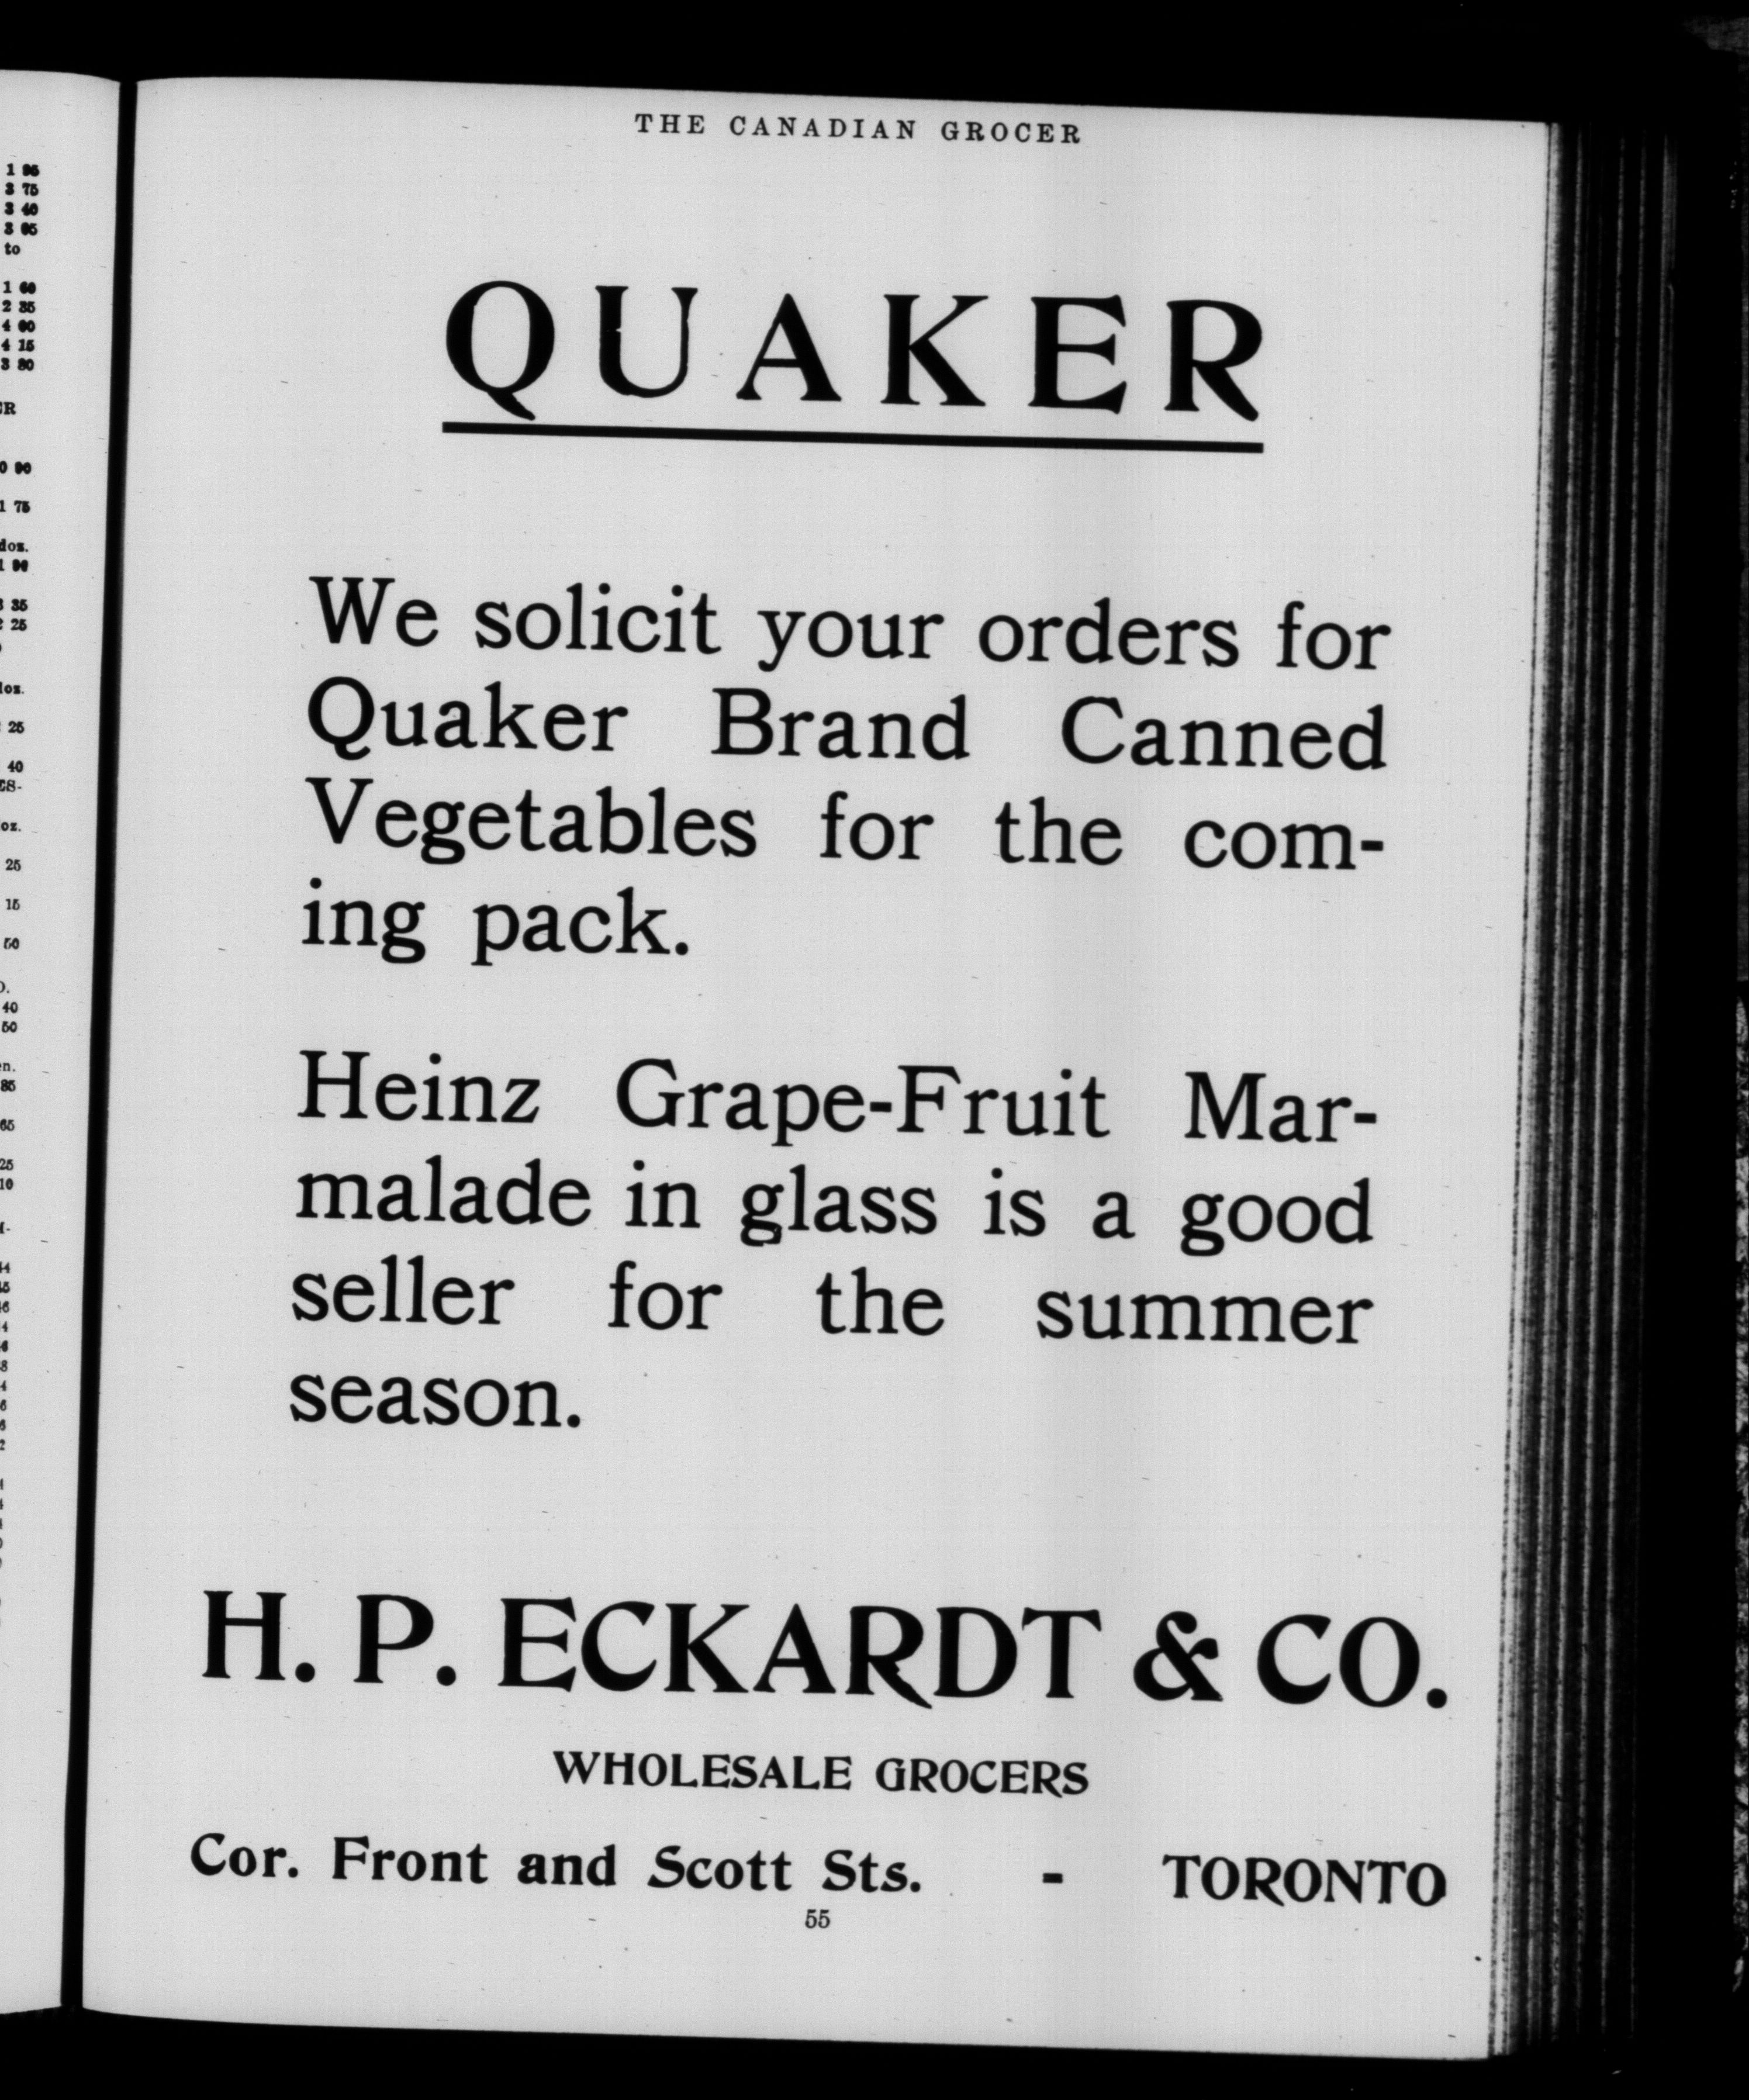 THE CANADIAN GROCER
QUAKER
We solicit your orders for
Quaker Brand Canned
Vegetables for the com-
ing pack.
Heinz Grape-Fruit Mar-
malade in glass is a good
seller for the summer
season.
H. P. ECKARDT & CO.
WHOLESALE GROCERS
Cor. Front and Scott Sts. - TORONTO
55